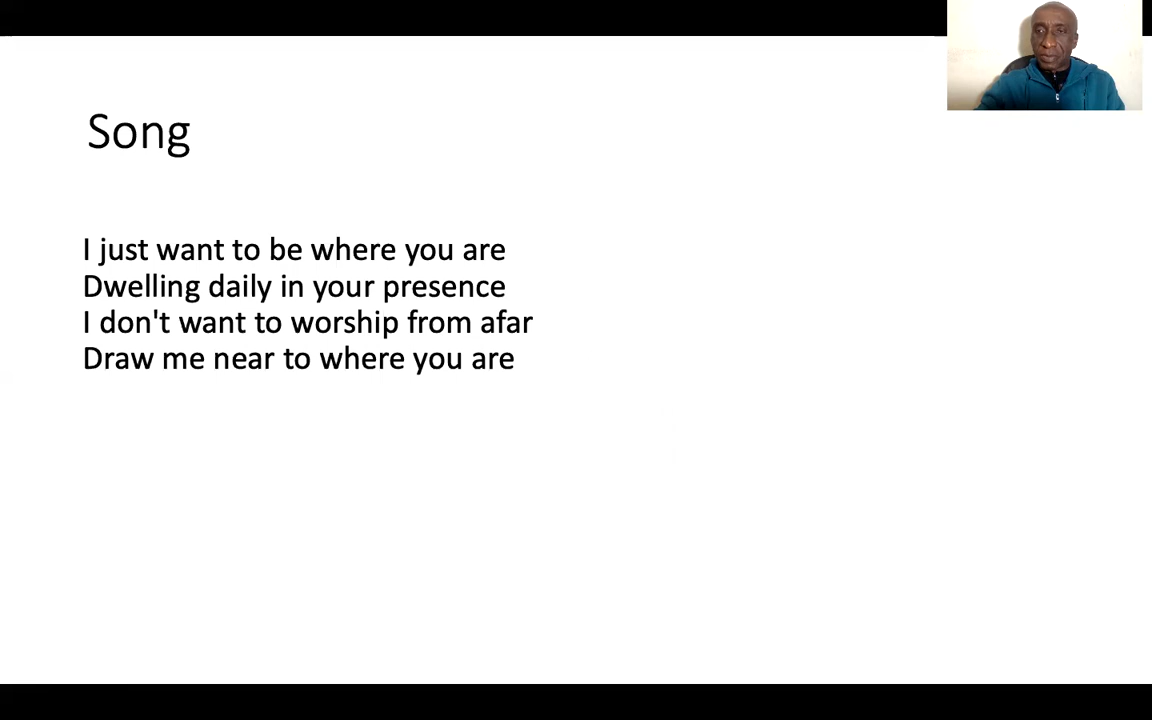 Song
I just want to be where you are
Dwelling daily in your presence
I don't want to worship from afar
Draw me near to where you are